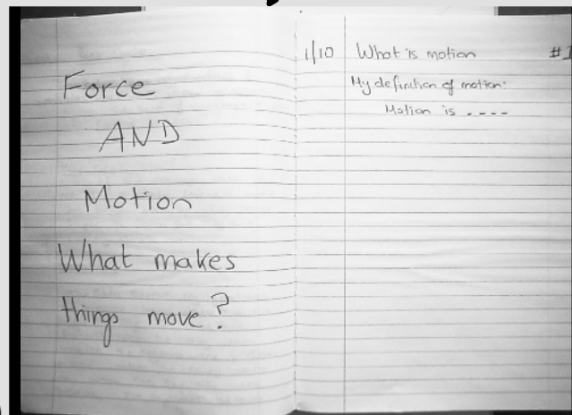 Force
AND
Motion
What makes
things move?
1/10 What is motion #1
My definition of motion:
Motion is ----